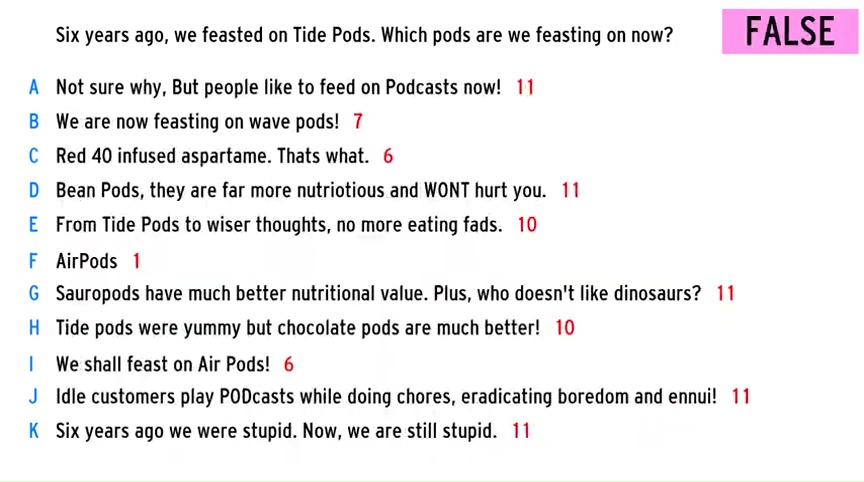 Six years ago, we feasted on Tide Pods. Which pods are we feasting on now?
FALSE
A Not sure why, But people like to feed on Podcasts now! 11
B We are now feasting on wave pods! 7
C Red 40 infused aspartame. Thats what. 6
D Bean Pods, they are far more nutriotious and WONT hurt you. 11
E From Tide Pods to wiser thoughts, no more eating fads. 10
F AirPods 1
G Sauropods have much better nutritional value. Plus, who doesn't like dinosaurs? 11
H Tide pods were yummy but chocolate pods are much better! 10
I We shall feast on Air Pods! 6
J Idle customers play PODcasts while doing chores, eradicating boredom and ennui! 11
K Six years ago we were stupid. Now, we are still stupid. 11